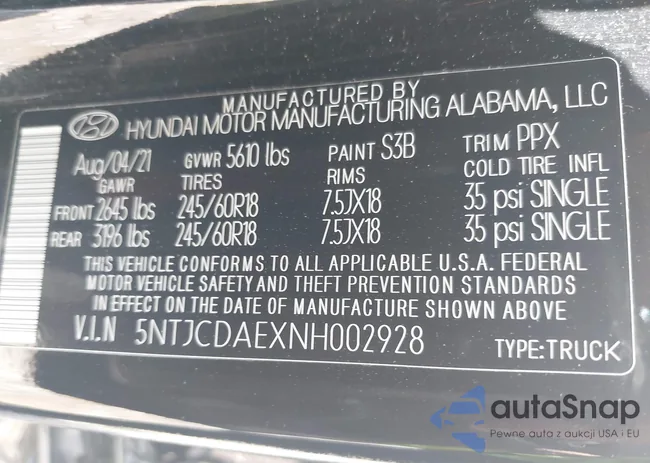 MANUFACTURED BY
HYUNDAI MOTOR MANUFACTURING ALABAMA, LLC
Aug/04/21 GVWR 5610 lbs PAINT S3B TRIM PPX
GAWR TIRES RIMS COLD TIRE INFL
FRONT 2645 lbs 245/60R18 7.5JX18 35 psi SINGLE
REAR 3196 lbs 245/60R18 7.5JX18 35 psi SINGLE
THIS VEHICLE CONFORMS TO ALL APPLICABLE U.S.A. FEDERAL
MOTOR VEHICLE SAFETY AND THEFT PREVENTION STANDARDS
IN EFFECT ON THE DATE OF MANUFACTURE SHOWN ABOVE
V.I.N 5NTJCDAEXNH002928 TYPE:TRUCK
autaSnap
Pewne auta z aukcji USA i EU